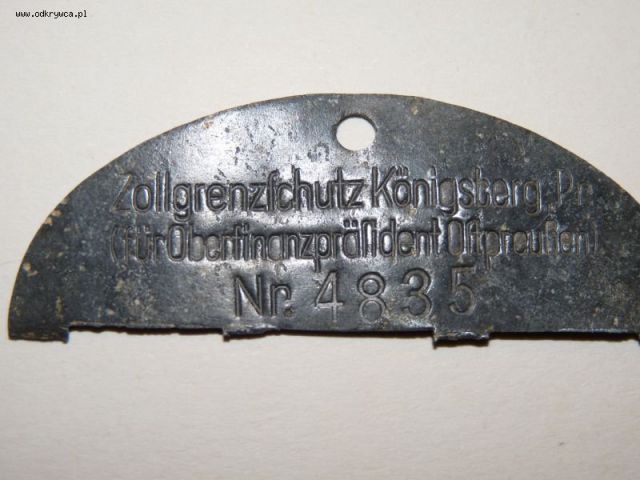 www.odkrywca.pl
Zollgrenzſchutz Königsberg Pr.
(für Oberfinanzpräſident Oſtpreußen)
Nr. 4835